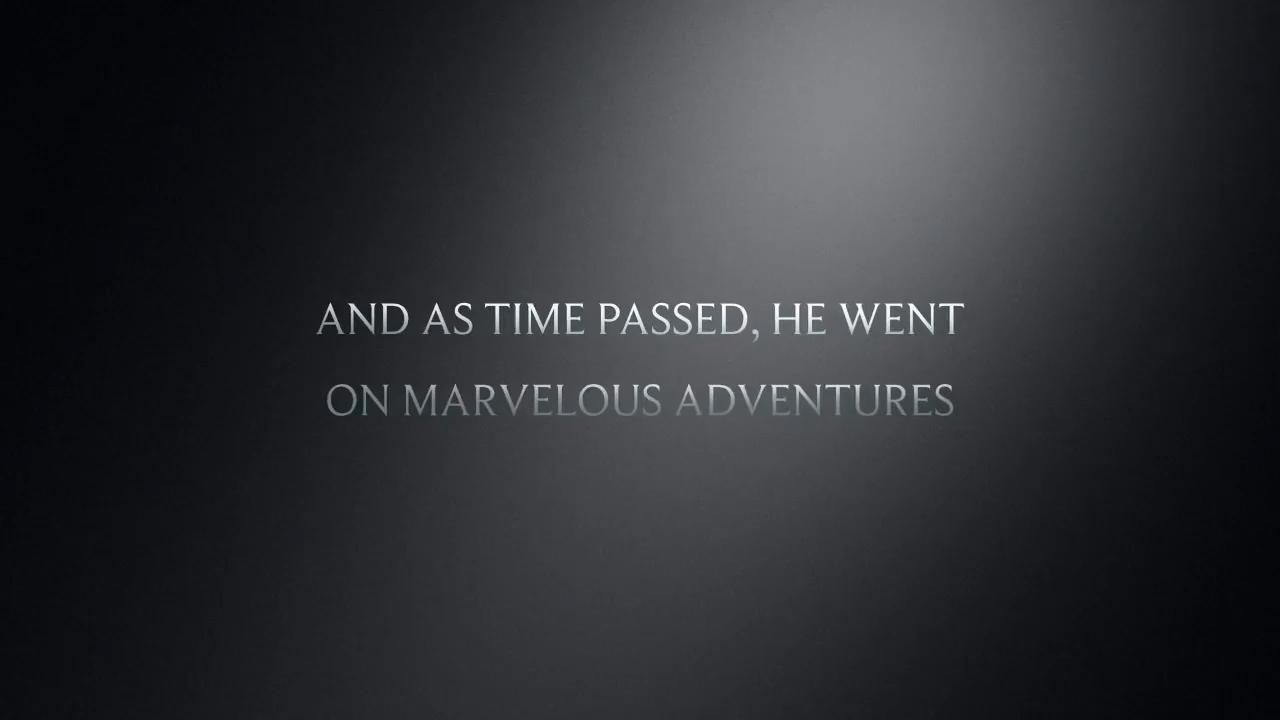 AND AS TIME PASSED, HE WENT
ON MARVELOUS ADVENTURES